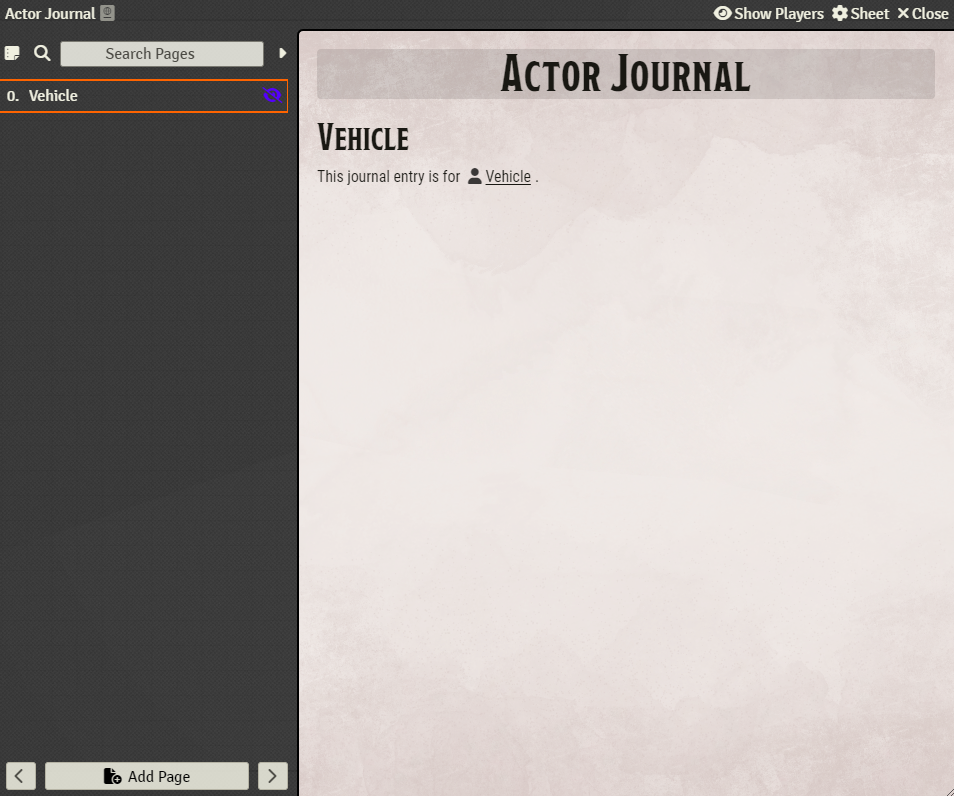 Actor Journal Show Players Sheet Close
Search Pages
0. Vehicle
Actor Journal
Vehicle
This journal entry is for Vehicle .
Add Page